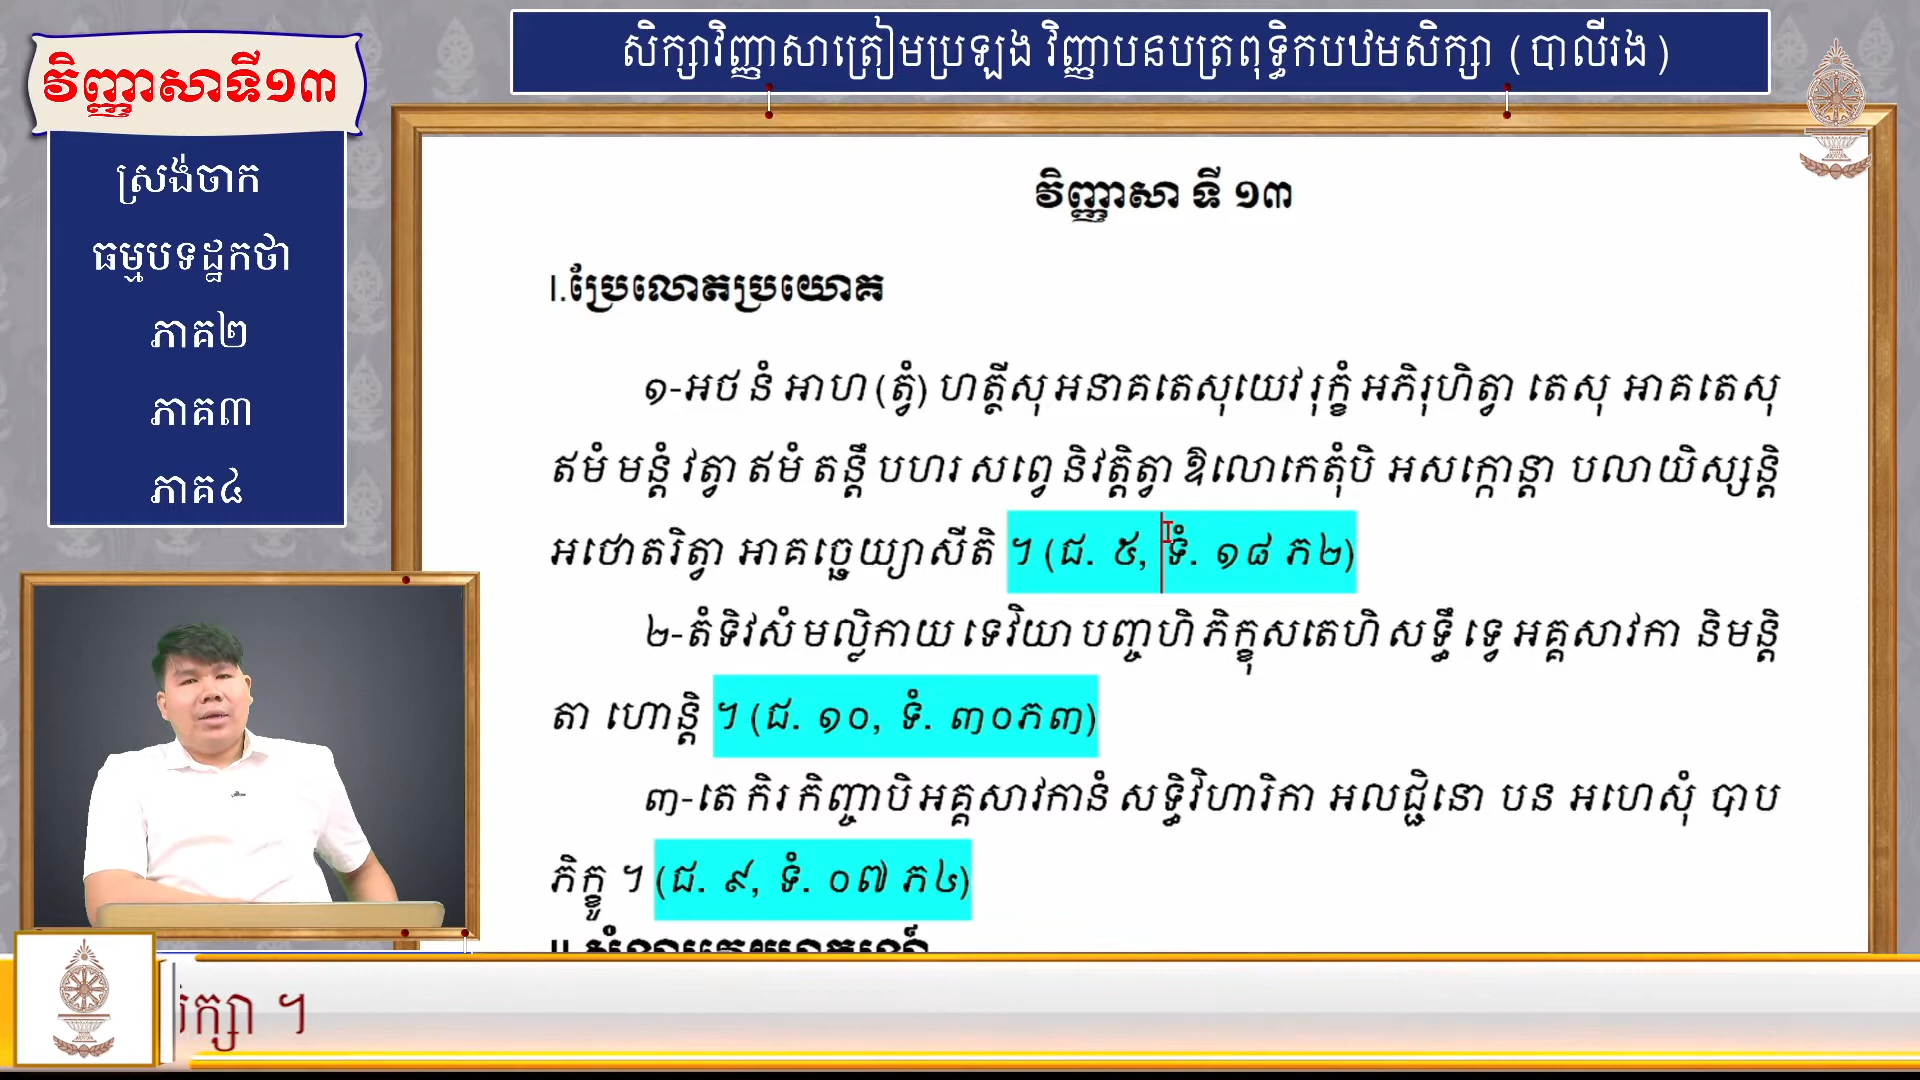 សិក្សាវិញ្ញាសាត្រៀមប្រឡង វិញ្ញាបនបត្រពុទ្ធិកបឋមសិក្សា (បាលីរង)
វិញ្ញាសាទី១៣
ស្រង់ចាក
ធម្មបទដ្ឋកថា
ភាគ២
ភាគ៣
ភាគ៤
វិញ្ញាសា ទី ១៣
I.ប្រែលោតប្រយោគ
១-អថ នំ អាហ (ត្វំ) ហត្ថីសុ អនាគតេសុយេវ រុក្ខំ អភិរុហិត្វា តេសុ អាគតេសុ
ឥមំ មន្តំ វត្វា ឥមំ តន្តឹ បហរ សព្វេ និវត្តិត្វា ឱលោកេតុំបិ អសក្កោន្តា បលាយិស្សន្តិ
អថោតរិត្វា អាគច្ឆេយ្យាសីតិ ។ (ជ. ៥, ទំ. ១៨ ភ២)
២-តំទិវសំ មល្លិកាយ ទេវិយា បញ្ចហិ ភិក្ខុសតេហិ សទ្ធឹ ទ្វេ អគ្គសាវកា និមន្តិ
តា ហោន្តិ ។ (ជ. ១០, ទំ. ៣០ភ៣)
៣-តេ កិរ កិញ្ចាបិ អគ្គសាវកានំ សទ្ធិវិហារិកា អលជ្ជិនោ បន អហេសុំ បាប
ភិក្ខូ ។ (ជ. ៩, ទំ. ០៧ ភ៤)
ក្សា ។